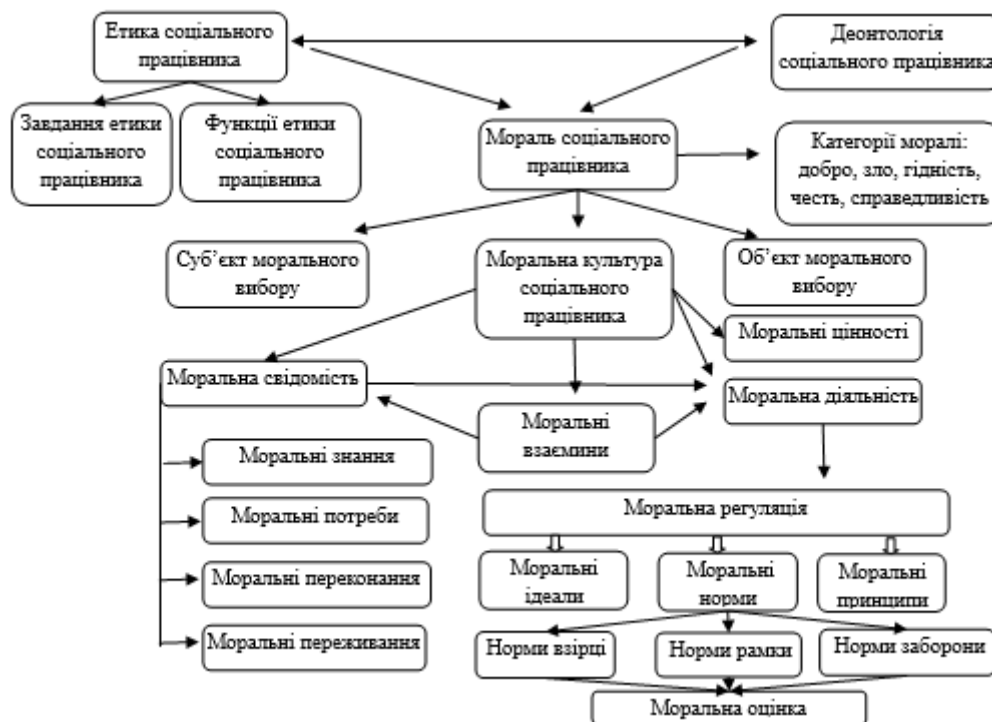 Етика соціального
працівника
Деонтологія
соціального працівника
Завдання етики
соціального
працівника
Функції етики
соціального
працівника
Мораль соціального
працівника
Категорії моралі:
добро, зло, гідність,
честь, справедливість
Суб’єкт морального
вибору
Моральна культура
соціального
працівника
Об’єкт морального
вибору
Моральні цінності
Моральна свідомість
Моральна діяльність
Моральні
взаємини
Моральні знання
Моральні потреби
Моральні переконання
Моральні переживання
Моральна регуляція
Моральні
ідеали
Моральні
норми
Моральні
принципи
Норми взірці
Норми рамки
Норми заборони
Моральна оцінка